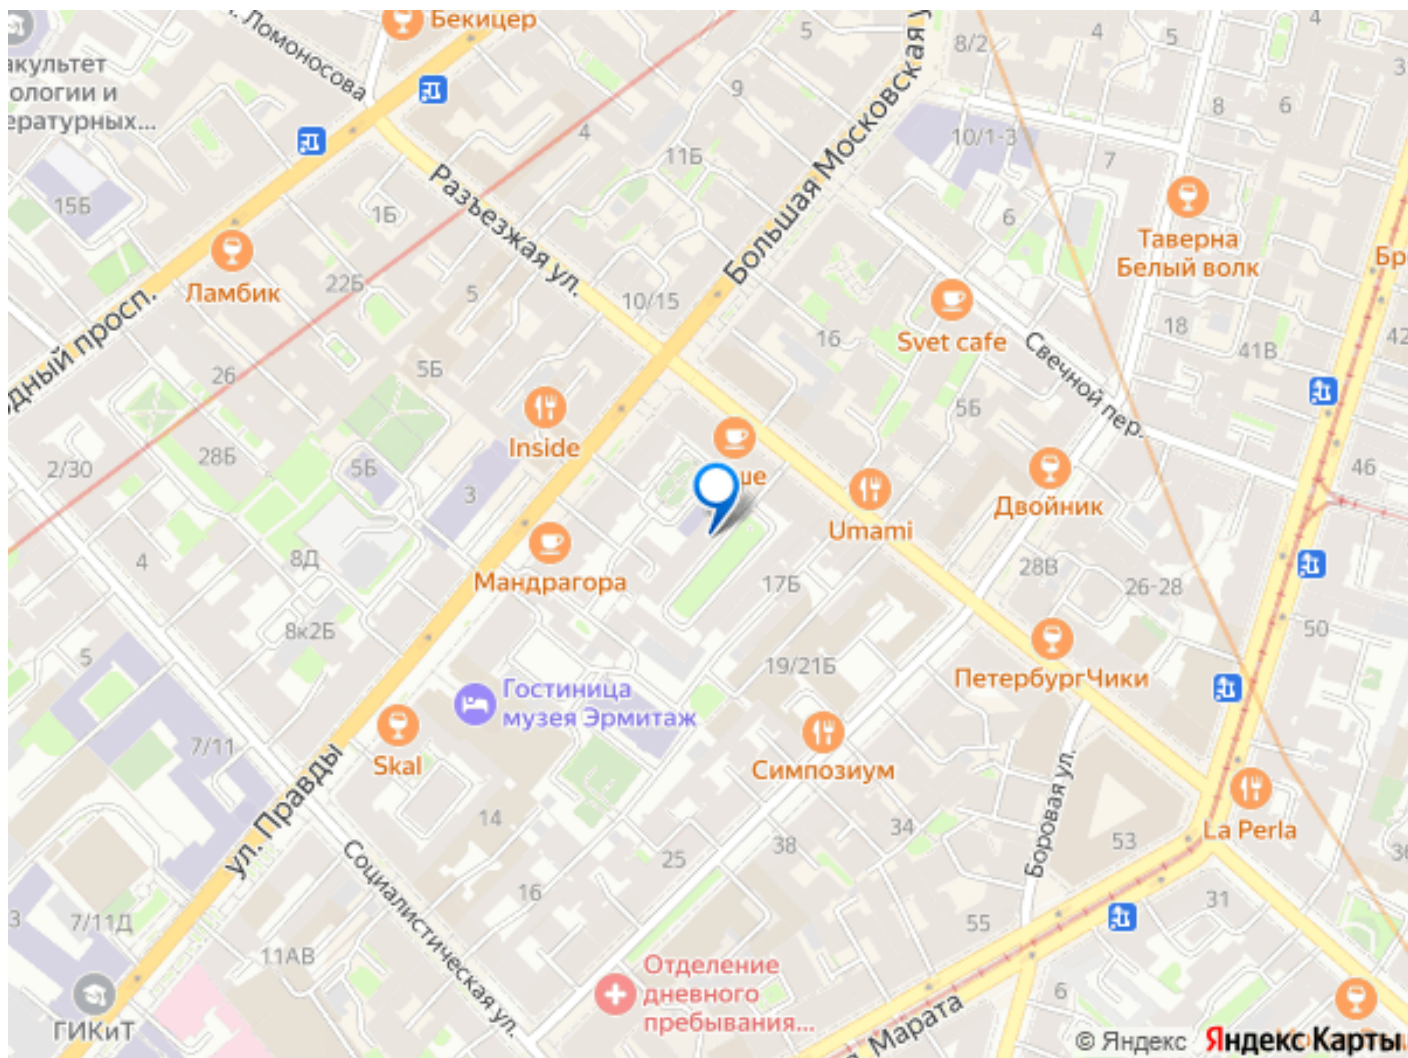 Бекицер
. Ломоносова
акультет
ологии и
ературных...
Большая Московская у
8/2
5
4
5
4
3
9
8
6
4
11Б
10/1-3
7
15Б
1Б
Разъезжая ул.
6
Таверна
Белый волк
Бр
Ламбик
22Б
5
10/15
16
Svet cafe
18
41В
42
одный просп.
26
5Б
Свечной пер.
5Б
Inside
2/30
28Б
5Б
3
ше
Umami
Двойник
46
4
8Д
Мандрагора
17Б
28В
26-28
8к2Б
5
19/21Б
50
ПетербургЧики
Гостиница
музея Эрмитаж
7/11
Skal
Симпозиум
ул. Правды
14
34
38
Боровая ул.
53
La Perla
36
25
Социалистическая ул.
16
31
3
7/11Д
55
11АВ
Отделение
дневного
пребывания...
6
ГИКиТ
Марата
© Яндекс
Яндекс Карты